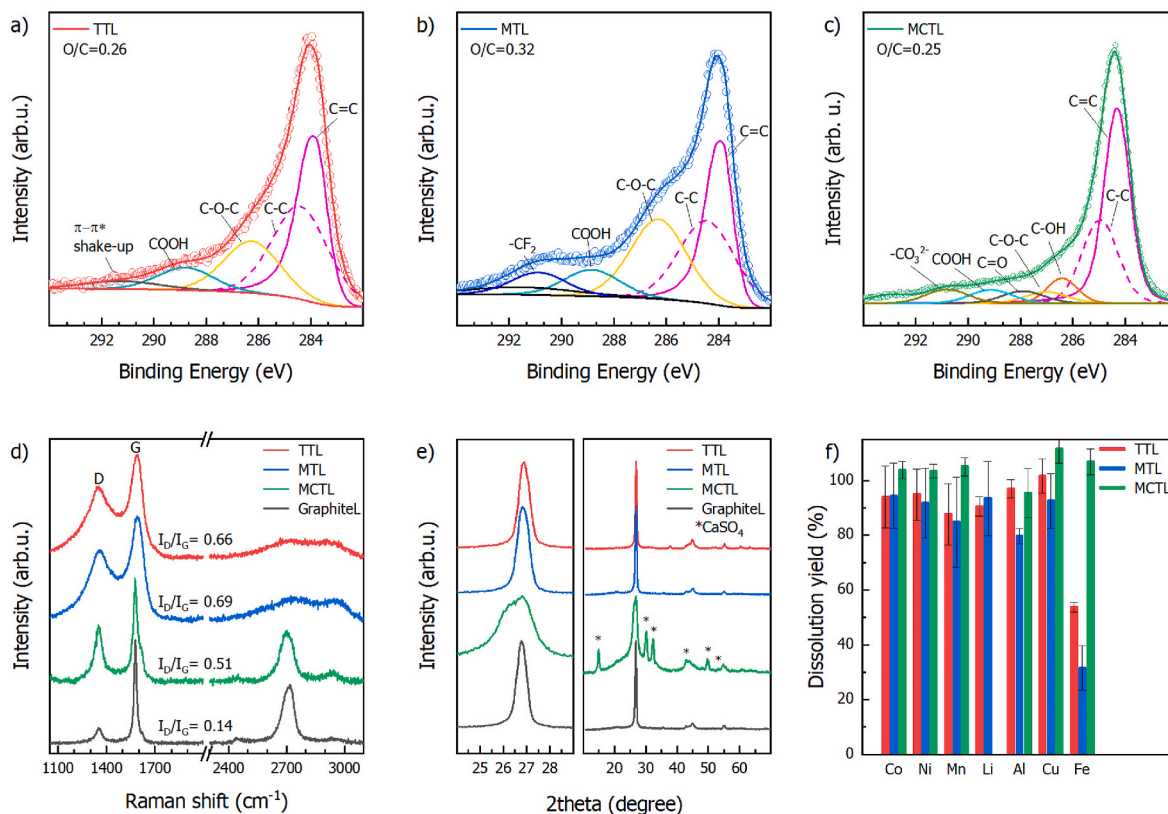 a)
TTL
O/C=0.26
C=C
C-O-C
C-C
π–π*
shake-up
COOH
Intensity (arb.u.)
292 290 288 286 284
Binding Energy (eV)
b)
MTL
O/C=0.32
C=C
C-O-C
C-C
-CF2
COOH
Intensity (arb.u.)
292 290 288 286 284
Binding Energy (eV)
c)
MCTL
O/C=0.25
C=C
C-C
C-OH
C-O-C
C=O
COOH
-CO3 2-
Intensity (arb. u.)
292 290 288 286 284
Binding Energy (eV)
d)
G
D
TTL
MTL
MCTL
GraphiteL
ID/IG= 0.66
ID/IG= 0.69
ID/IG= 0.51
ID/IG= 0.14
Intensity (arb.u.)
1100 1400 1700 2400 2700 3000
Raman shift (cm-1)
e)
TTL
MTL
MCTL
GraphiteL
*CaSO4
* * * * * *
Intensity (arb.u.)
25 26 27 28 20 30 40 50 60
2theta (degree)
f)
TTL
MTL
MCTL
Dissolution yield (%)
100
80
60
40
20
0
Co Ni Mn Li Al Cu Fe